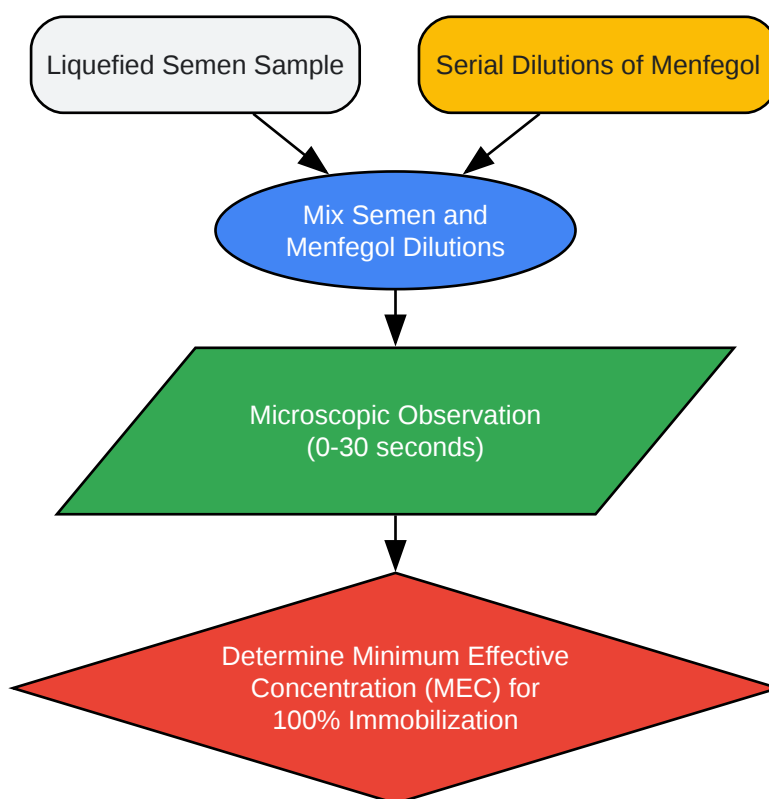 Liquefied Semen Sample
Serial Dilutions of Menfegol
Mix Semen and
Menfegol Dilutions
Microscopic Observation
(0-30 seconds)
Determine Minimum Effective
Concentration (MEC) for
100% Immobilization